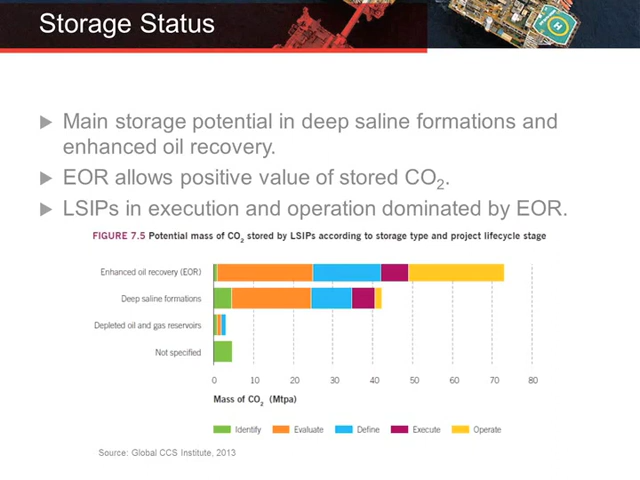 Storage Status
Main storage potential in deep saline formations and
enhanced oil recovery.
EOR allows positive value of stored CO₂.
LSIPs in execution and operation dominated by EOR.
FIGURE 7.5 Potential mass of CO₂ stored by LSIPs according to storage type and project lifecycle stage
Enhanced oil recovery (EOR)
Deep saline formations
Depleted oil and gas reservoirs
Not specified
0 10 20 30 40 50 60 70 80
Mass of CO₂ (Mtpa)
Identify Evaluate Define Execute Operate
Source: Global CCS Institute, 2013
H